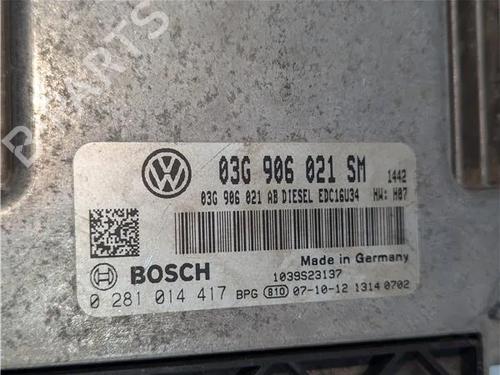 B-PARTS
03G 906 021 SM 1442
03G 906 021 AB DIESEL EDC16U34 HW: H07
Made in Germany
BOSCH 1039S23137
0 281 014 417 BPG 810 07-10-12 1314 0702